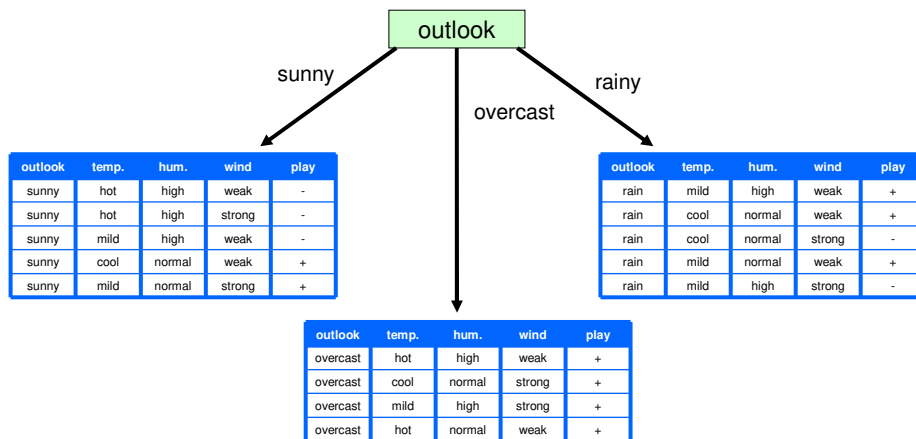 outlook
sunny
rainy
overcast
outlook temp. hum. wind play
sunny hot high weak -
sunny hot high strong -
sunny mild high weak -
sunny cool normal weak +
sunny mild normal strong +
outlook temp. hum. wind play
rain mild high weak +
rain cool normal weak +
rain cool normal strong -
rain mild normal weak +
rain mild high strong -
outlook temp. hum. wind play
overcast hot high weak +
overcast cool normal strong +
overcast mild high strong +
overcast hot normal weak +